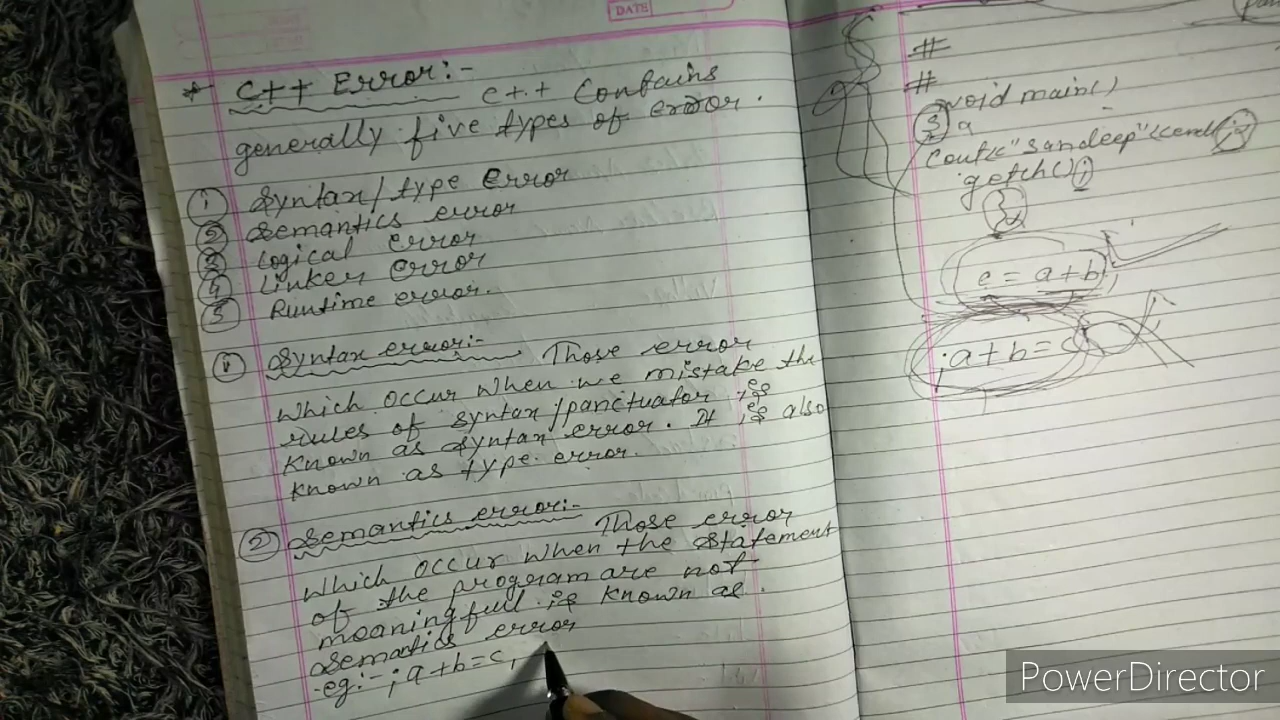 DATE
* C++ Error:-
C++ Contains
generally five types of error.
① Syntax/type Error
② Semantics error
③ Logical error
④ Linker Error
⑤ Runtime error.
① Syntax error:- Those error
which occur when we mistake the
rules of syntax/panctuator is
known as syntax error. It is also
known as type error.
② Semantics error:- Those error
which occur when the statement
of the program are not
moaningfull is known as.
Semantics error
eg:- ; a+b=c,
#
#
void main()
{
cout<<"Sandeep"<<endl;
getch();
}
c = a+b
;a+b=c
PowerDirector